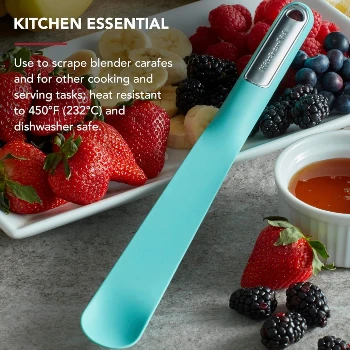 KITCHEN ESSENTIAL
Use to scrape blender carafes
and for other cooking and
serving tasks; heat resistant
to 450°F (232°C) and
dishwasher safe.
KitchenAid